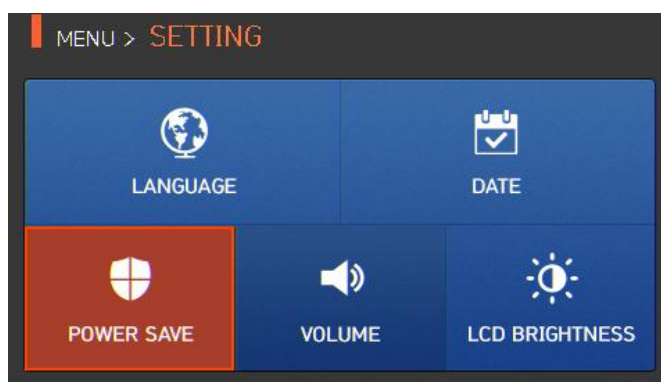 MENU > SETTING
LANGUAGE
DATE
POWER SAVE
VOLUME
LCD BRIGHTNESS